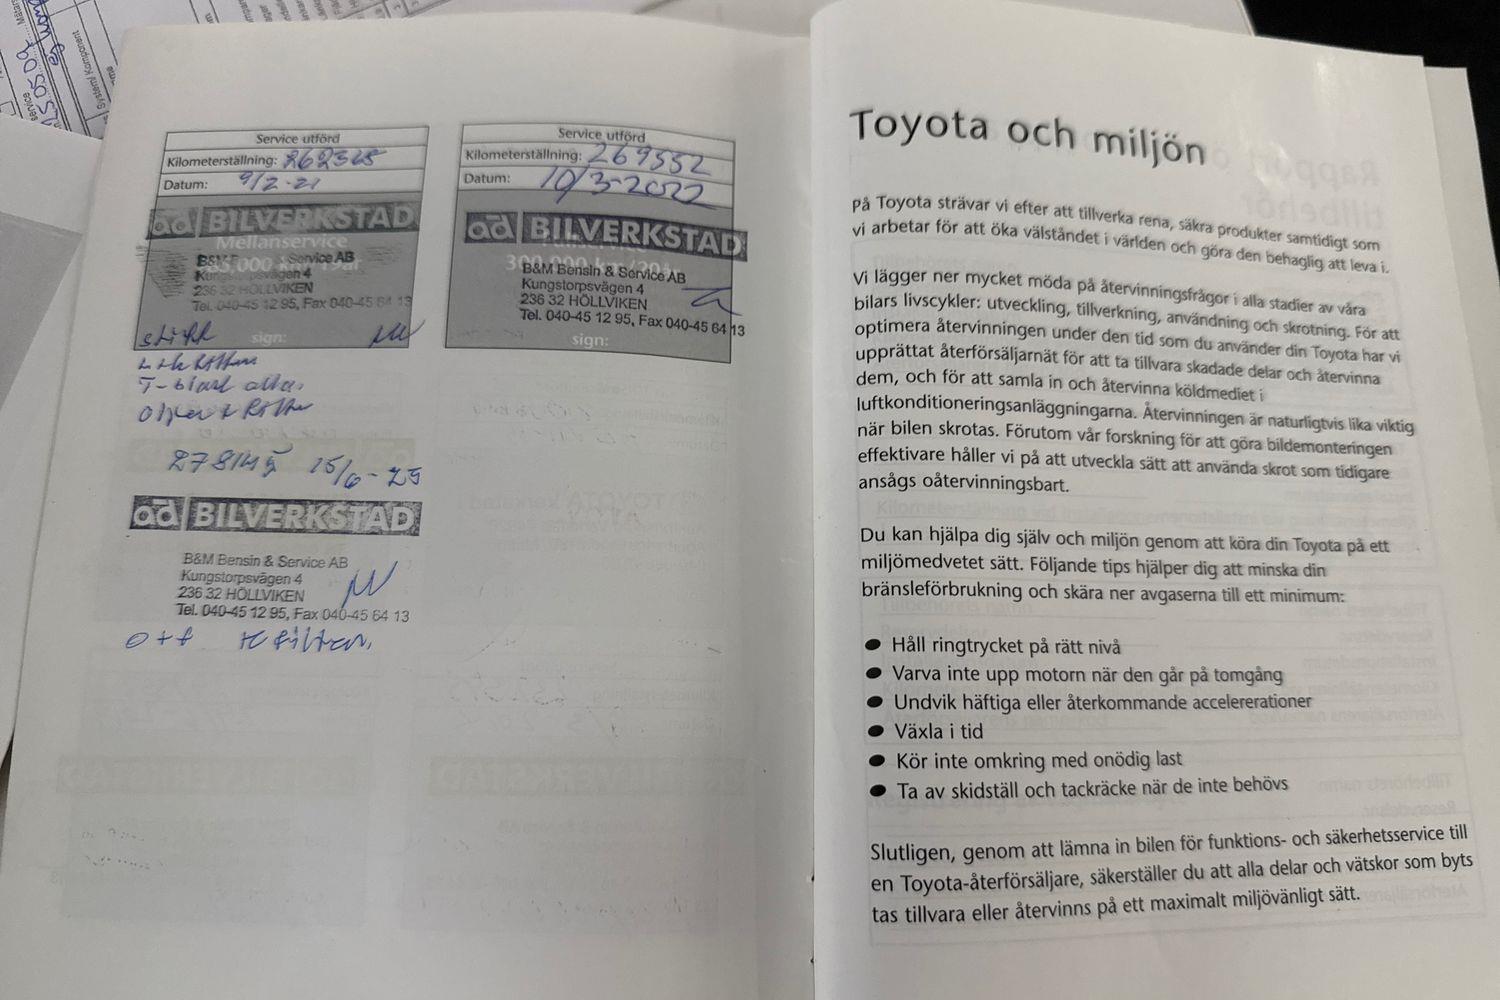 Service utförd
Kilometerställning: 262325
Datum: 9/2-21
ad BILVERKSTAD
Mellanservice
B&M & Service AB
Kungstorpsvägen 4
236 32 HÖLLVIKEN
Tel. 040-45 12 95, Fax 040-45 64 13
sign:
278145 15/6-25
ad BILVERKSTAD
B&M Bensin & Service AB
Kungstorpsvägen 4
236 32 HÖLLVIKEN
Tel. 040-45 12 95, Fax 040-45 64 13
Service utförd
Kilometerställning: 269552
Datum: 10/3-2022
ad BILVERKSTAD
300.000 km/20år
B&M Bensin & Service AB
Kungstorpsvägen 4
236 32 HÖLLVIKEN
Tel. 040-45 12 95, Fax 040-45 64 13
sign:
Toyota och miljön
På Toyota strävar vi efter att tillverka rena, säkra produkter samtidigt som
vi arbetar för att öka välståndet i världen och göra den behaglig att leva i.
Vi lägger ner mycket möda på återvinningsfrågor i alla stadier av våra
bilars livscykler: utveckling, tillverkning, användning och skrotning. För att
optimera återvinningen under den tid som du använder din Toyota har vi
upprättat återförsäljarnät för att ta tillvara skadade delar och återvinna
dem, och för att samla in och återvinna köldmediet i
luftkonditioneringsanläggningarna. Återvinningen är naturligtvis lika viktig
när bilen skrotas. Förutom vår forskning för att göra bildemonteringen
effektivare håller vi på att utveckla sätt att använda skrot som tidigare
ansågs oåtervinningsbart.
Du kan hjälpa dig själv och miljön genom att köra din Toyota på ett
miljömedvetet sätt. Följande tips hjälper dig att minska din
bränsleförbrukning och skära ner avgaserna till ett minimum:
● Håll ringtrycket på rätt nivå
● Varva inte upp motorn när den går på tomgång
● Undvik häftiga eller återkommande accelererationer
● Växla i tid
● Kör inte omkring med onödig last
● Ta av skidställ och tackräcke när de inte behövs
Slutligen, genom att lämna in bilen för funktions- och säkerhetsservice till
en Toyota-återförsäljare, säkerställer du att alla delar och vätskor som byts
tas tillvara eller återvinns på ett maximalt miljövänligt sätt.